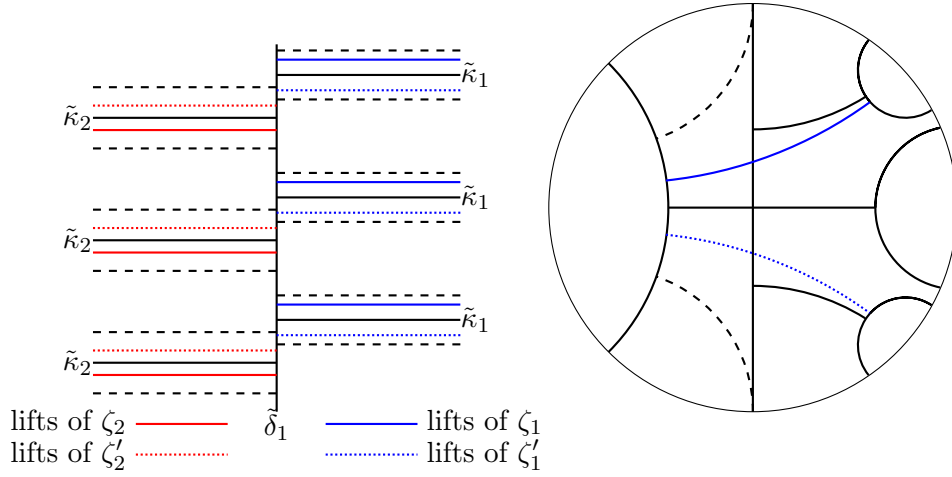 κ̃₁
κ̃₂
κ̃₁
κ̃₂
κ̃₁
κ̃₂
lifts of ζ₂
δ̃₁
lifts of ζ₁
lifts of ζ₂′
lifts of ζ₁′